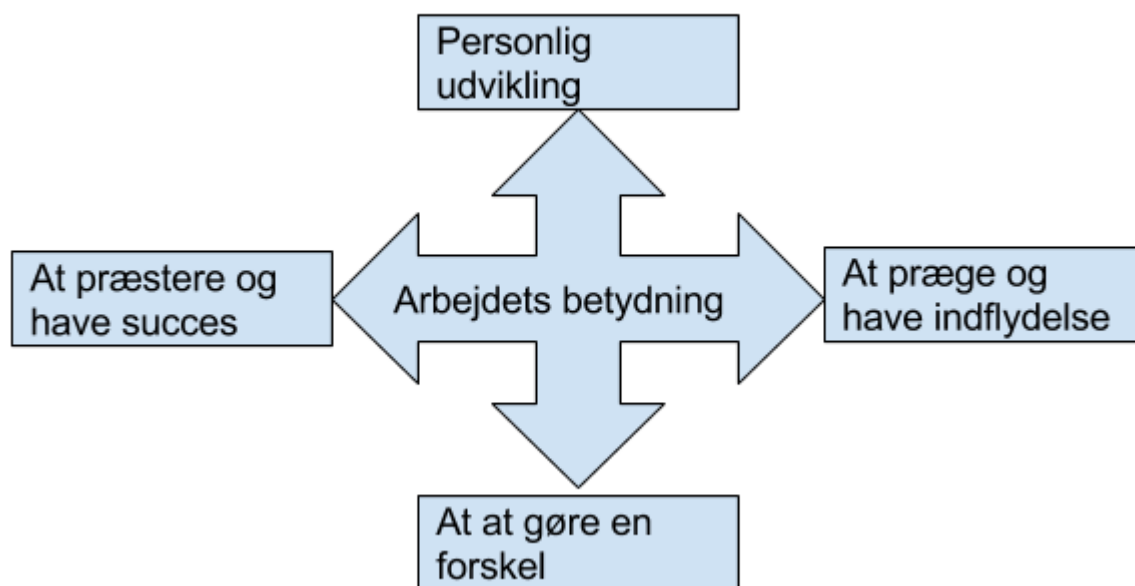 Personlig
udvikling
At præstere og
have succes
Arbejdets betydning
At præge og
have indflydelse
At at gøre en
forskel